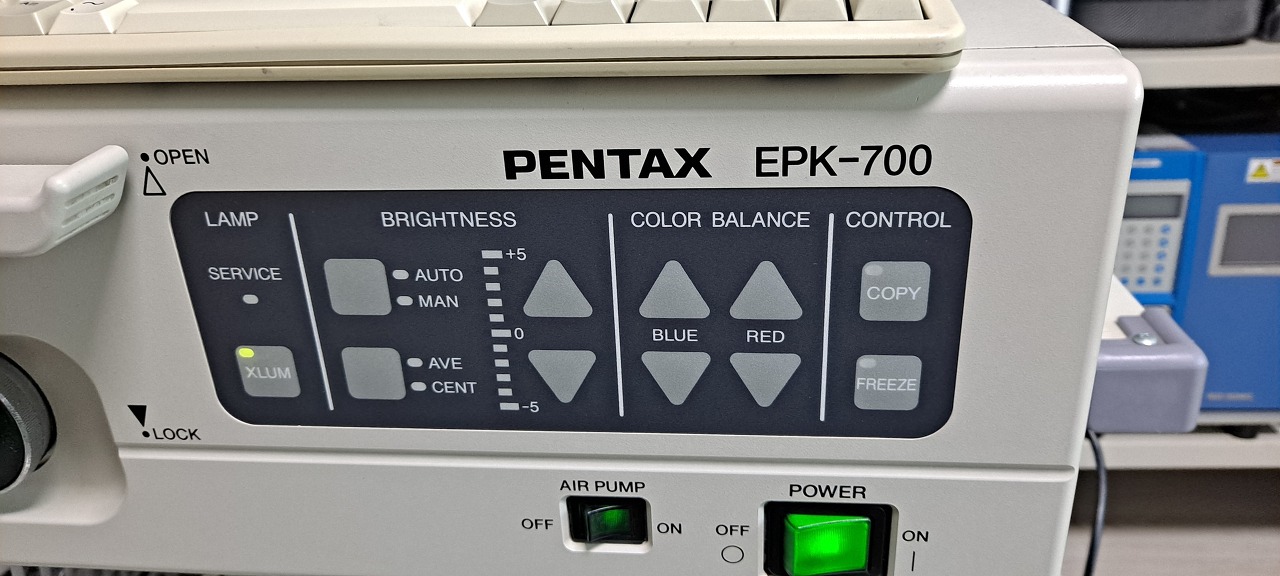 OPEN
PENTAX EPK-700
LAMP
SERVICE
XLUM
BRIGHTNESS
AUTO
MAN
AVE
CENT
+5
0
-5
COLOR BALANCE
BLUE RED
CONTROL
COPY
FREEZE
LOCK
AIR PUMP
OFF ON
POWER
OFF ON